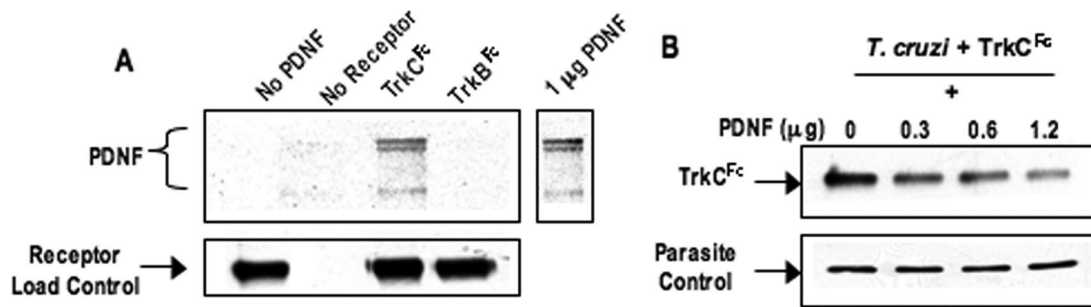 A
No PDNF
No Receptor
TrkC^Fc
TrkB^Fc
1 μg PDNF
PDNF
Receptor
Load Control
B
T. cruzi + TrkC^Fc
+
PDNF (μg) 0 0.3 0.6 1.2
TrkC^Fc
Parasite
Control